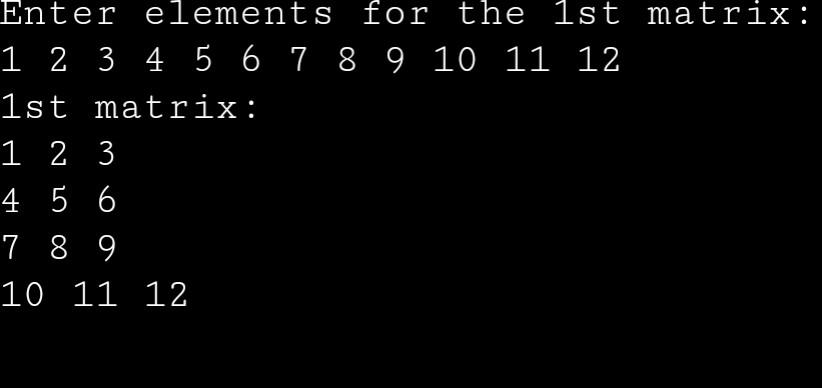 Enter elements for the 1st matrix:
1 2 3 4 5 6 7 8 9 10 11 12
1st matrix:
1 2 3
4 5 6
7 8 9
10 11 12